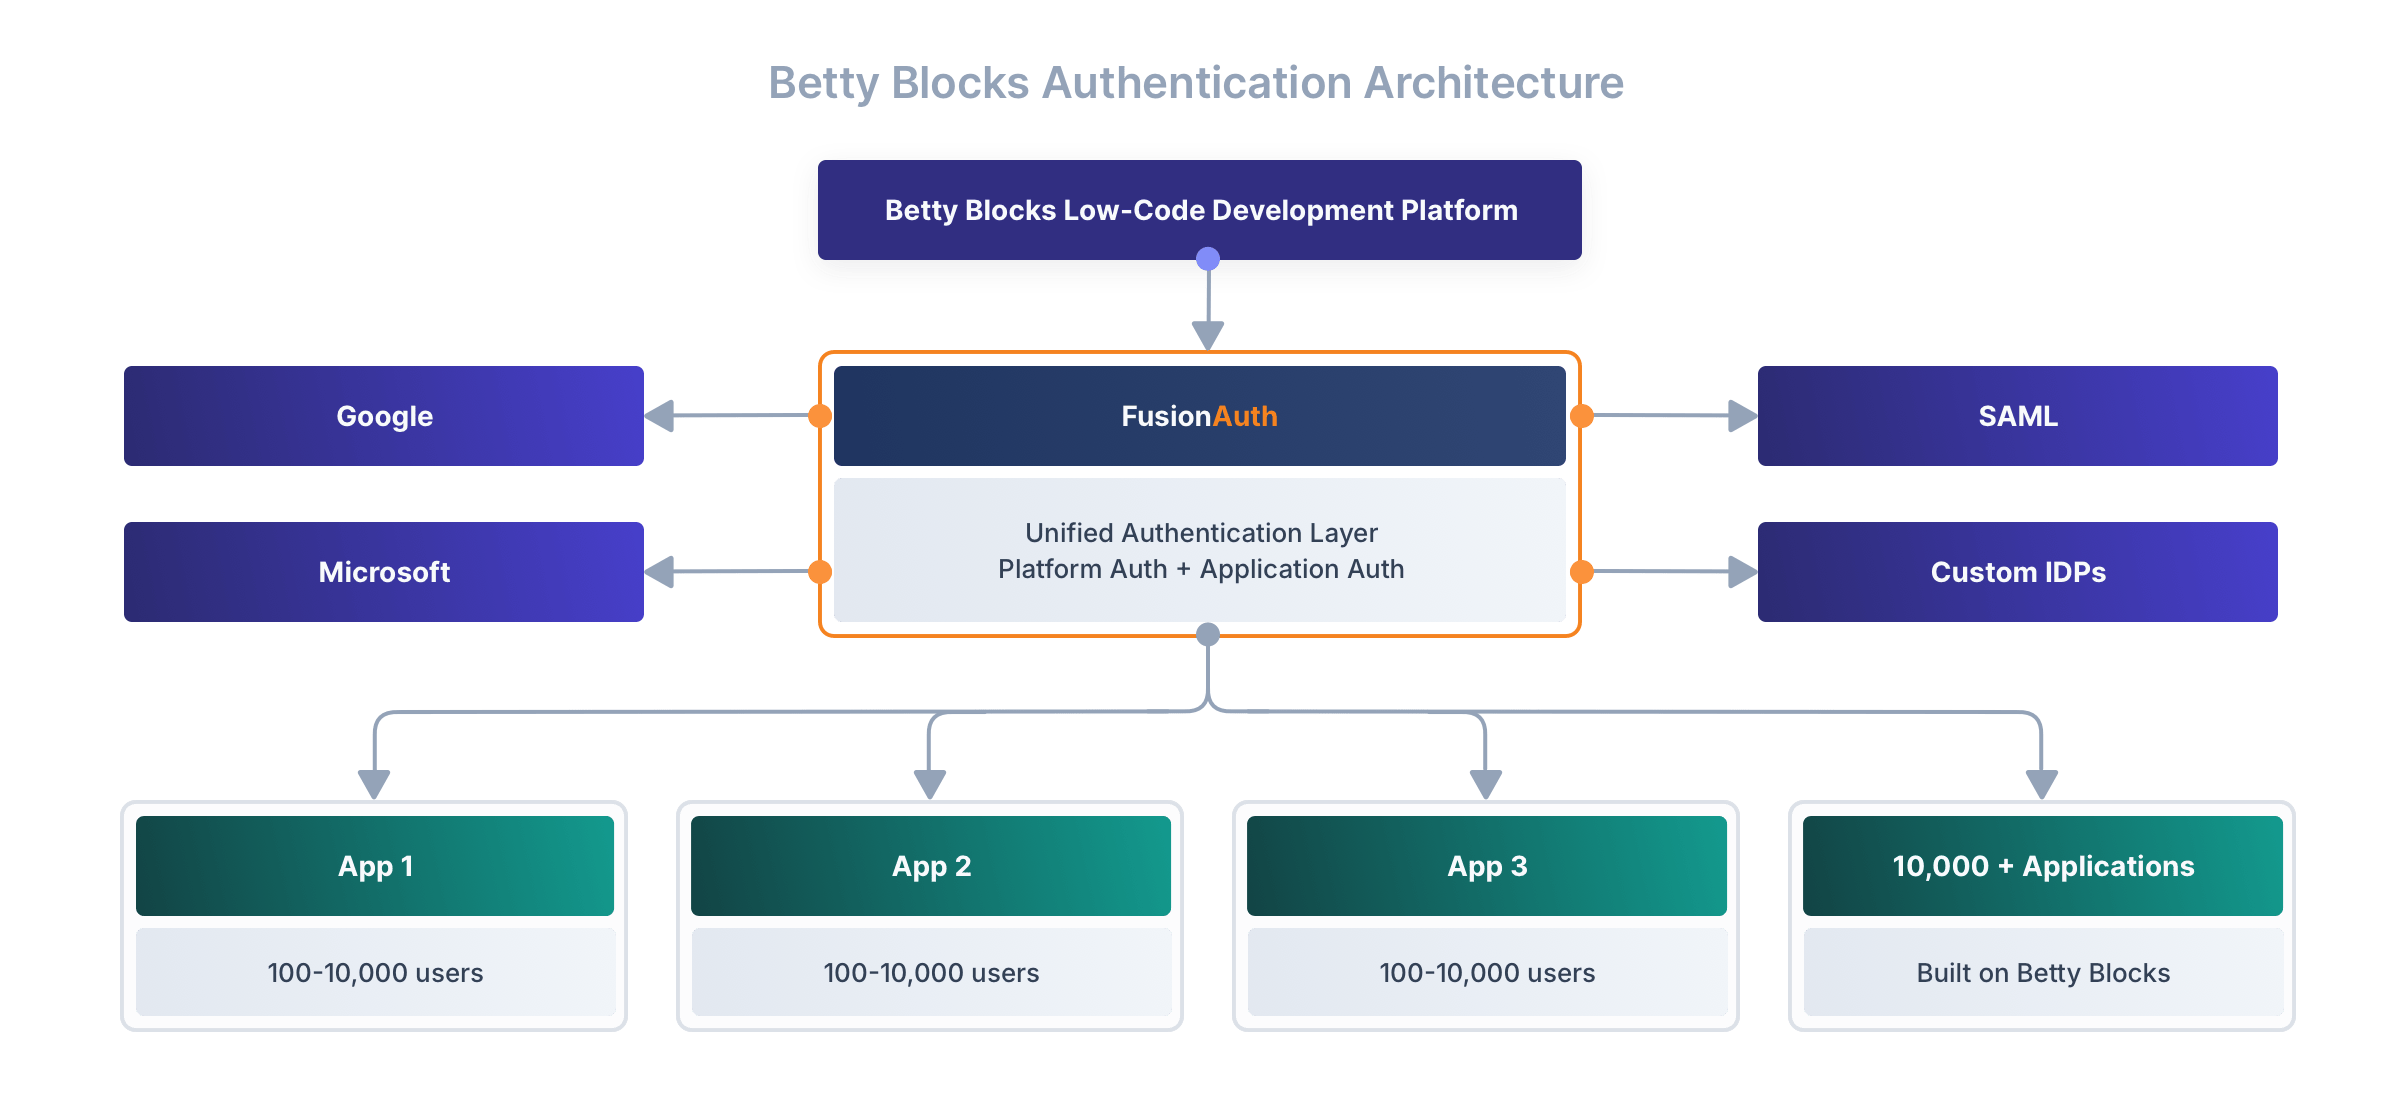 Betty Blocks Authentication Architecture
Betty Blocks Low-Code Development Platform
Google
FusionAuth
SAML
Microsoft
Unified Authentication Layer
Platform Auth + Application Auth
Custom IDPs
App 1
App 2
App 3
10,000 + Applications
100-10,000 users
100-10,000 users
100-10,000 users
Built on Betty Blocks